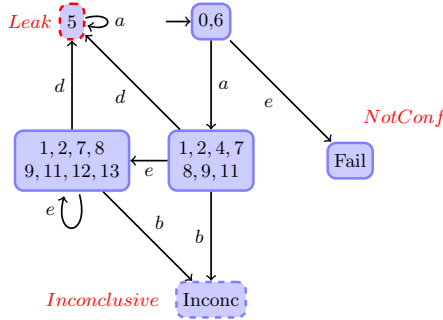 Leak 5 a 0,6
d d a e
NotConf
1, 2, 7, 8
9, 11, 12, 13
e
1, 2, 4, 7
8, 9, 11
Fail
e b b
Inconclusive Inconc